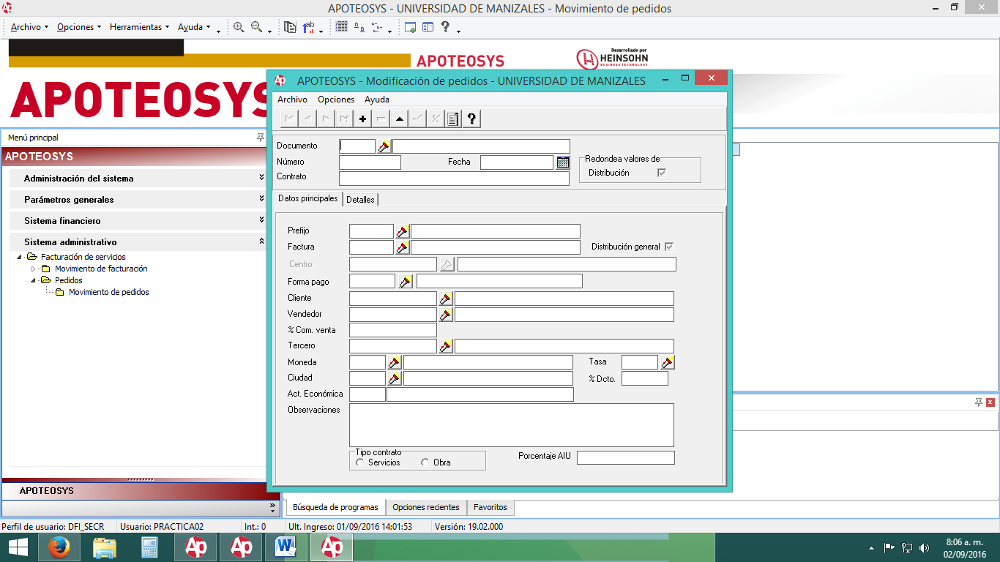 APOTEOSYS - UNIVERSIDAD DE MANIZALES - Movimiento de pedidos
Archivo Opciones Herramientas Ayuda
APOTEOSYS
Desarrollado por
HEINSOHN
BUSINESS TECHNOLOGY
APOTEOSYS
Menú principal
APOTEOSYS
Administración del sistema
Parámetros generales
Sistema financiero
Sistema administrativo
Facturación de servicios
Movimiento de facturación
Pedidos
Movimiento de pedidos
APOTEOSYS
APOTEOSYS - Modificación de pedidos - UNIVERSIDAD DE MANIZALES
Archivo Opciones Ayuda
Documento
Número Fecha
Contrato
Redondea valores de
Distribución
Datos principales Detalles
Prefijo
Factura Distribución general
Centro
Forma pago
Cliente
Vendedor
% Com. venta
Tercero
Moneda Tasa
Ciudad % Dcto.
Act. Económica
Observaciones
Tipo contrato
Servicios Obra
Porcentaje AIU
Búsqueda de programas Opciones recientes Favoritos
Perfil de usuario: DFI_SECR Usuario: PRACTICA02 Int.: 0 Ult. Ingreso: 01/09/2016 14:01:53 Versión: 19.02.000
8:06 a. m.
02/09/2016